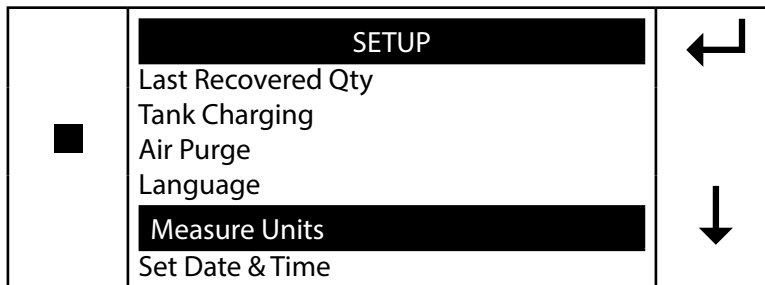 SETUP
Last Recovered Qty
Tank Charging
Air Purge
Language
Measure Units
Set Date & Time